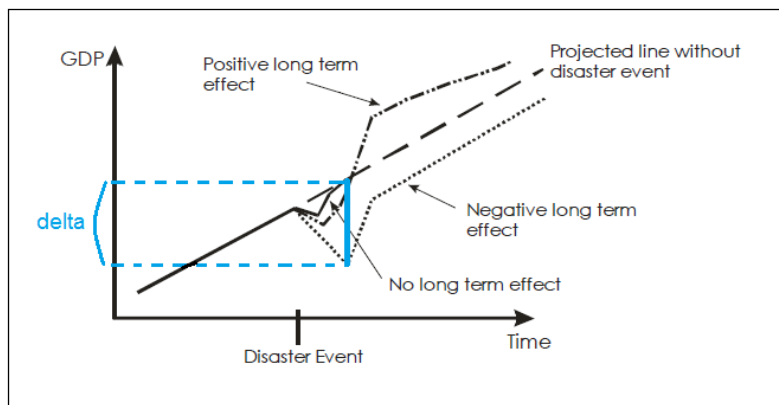 GDP
Positive long term
effect
Projected line without
disaster event
delta
Negative long term
effect
No long term effect
Time
Disaster Event